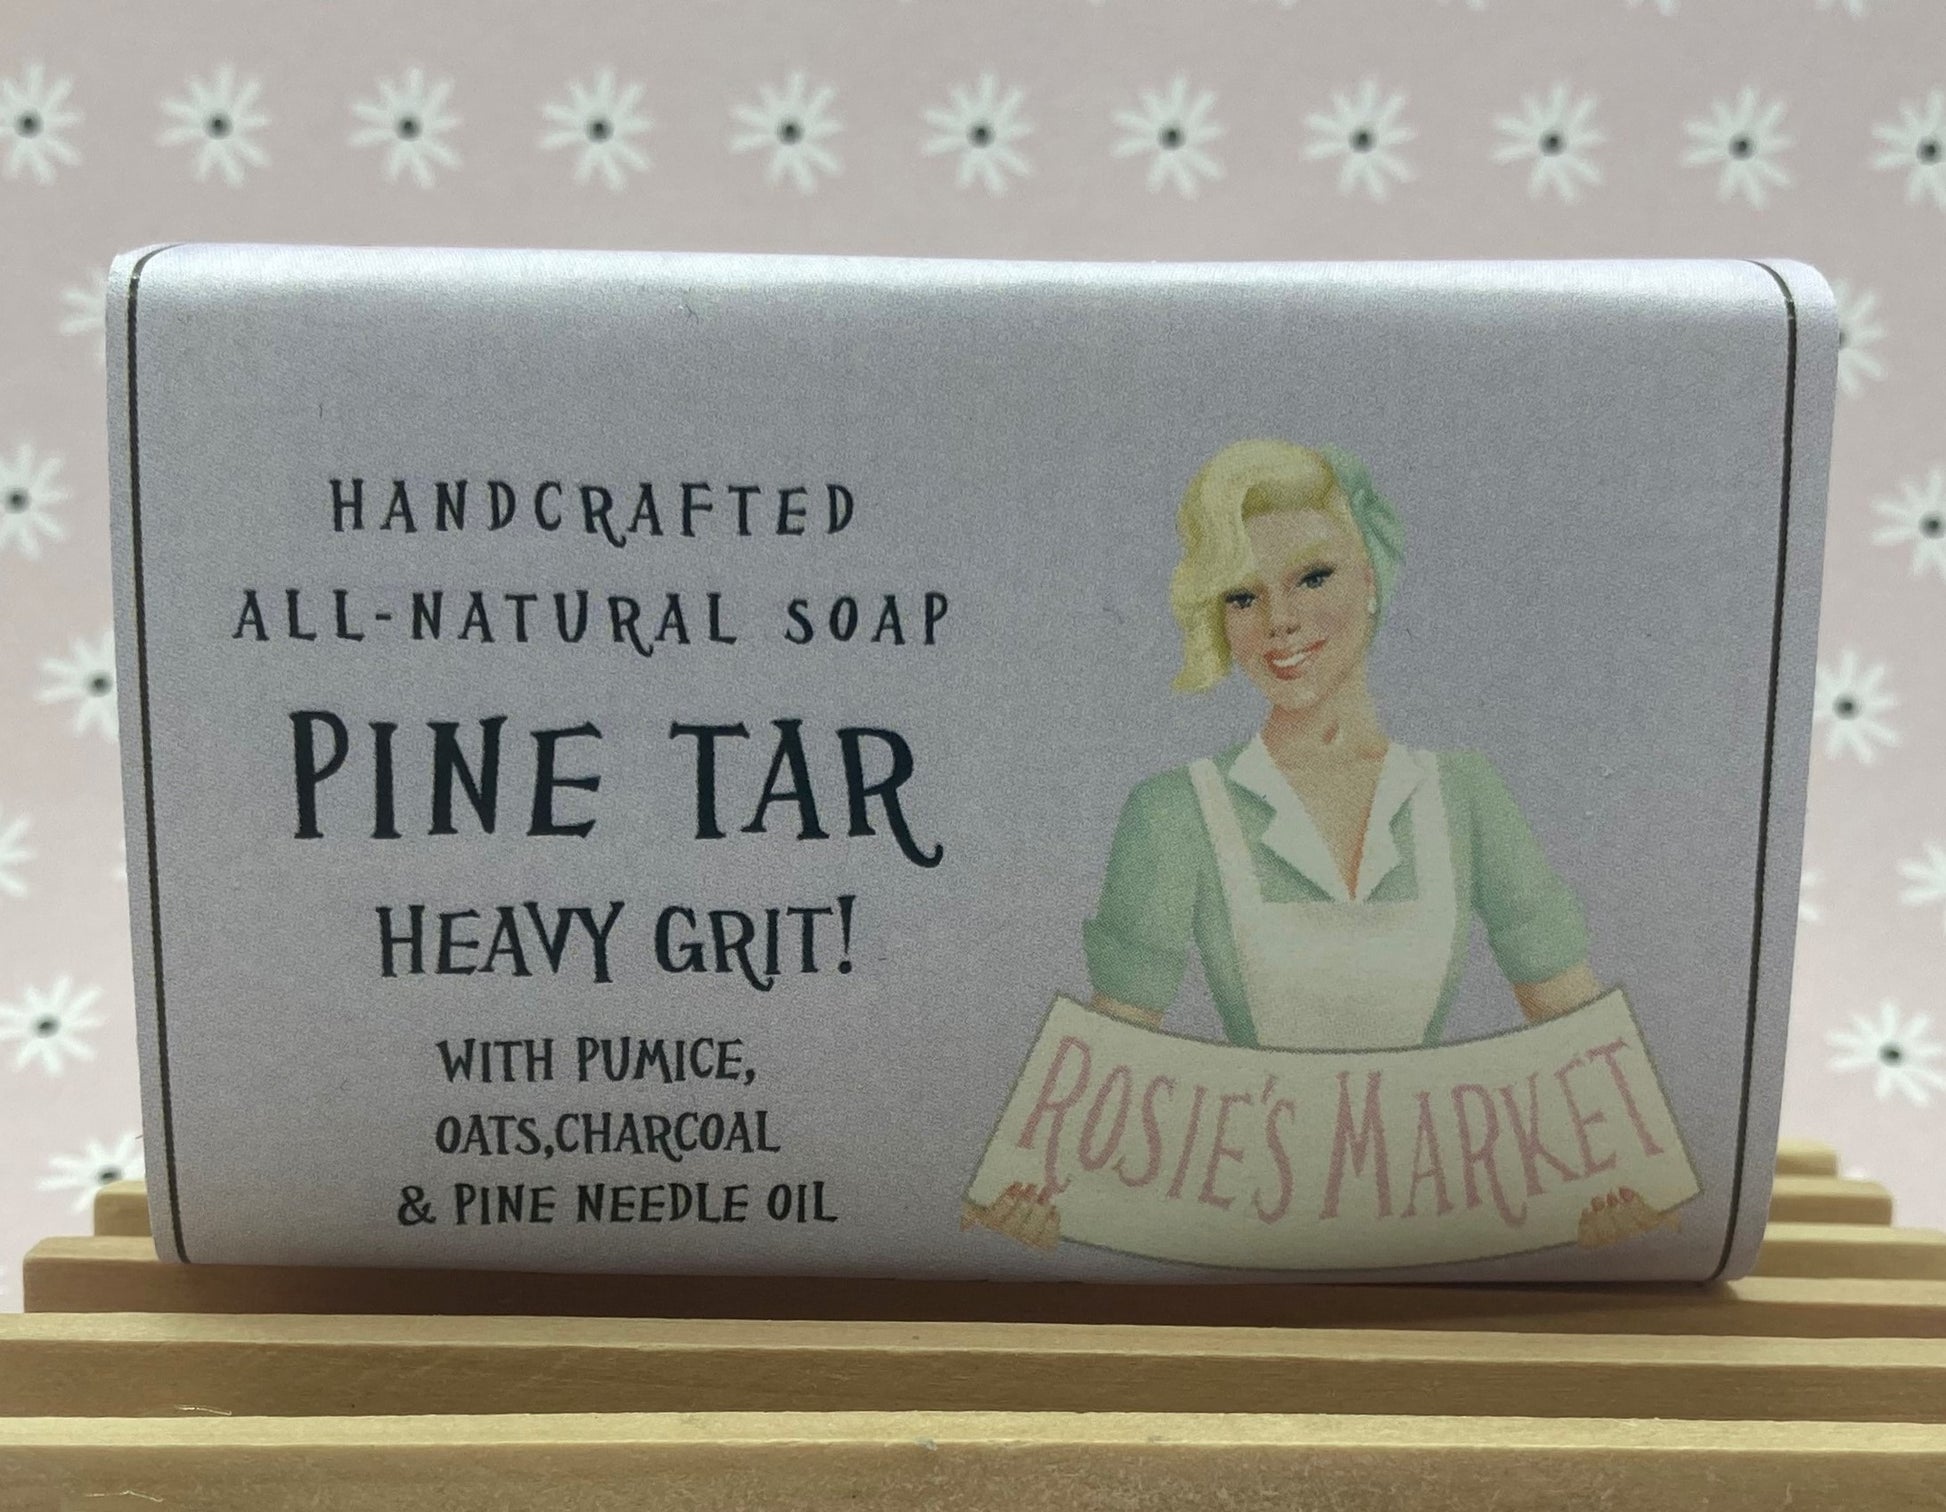 HANDCRAFTED
ALL-NATURAL SOAP
PINE TAR
HEAVY GRIT!
WITH PUMICE,
OATS,CHARCOAL
& PINE NEEDLE OIL
ROSIE'S MARKET